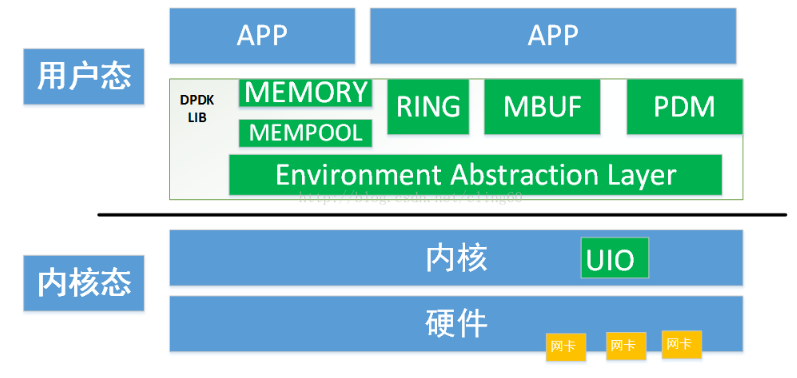 APP
APP
用户态
DPDK
LIB
MEMORY
MEMPOOL
RING
MBUF
PDM
Environment Abstraction Layer
内核态
内核
UIO
硬件
网卡
网卡
网卡